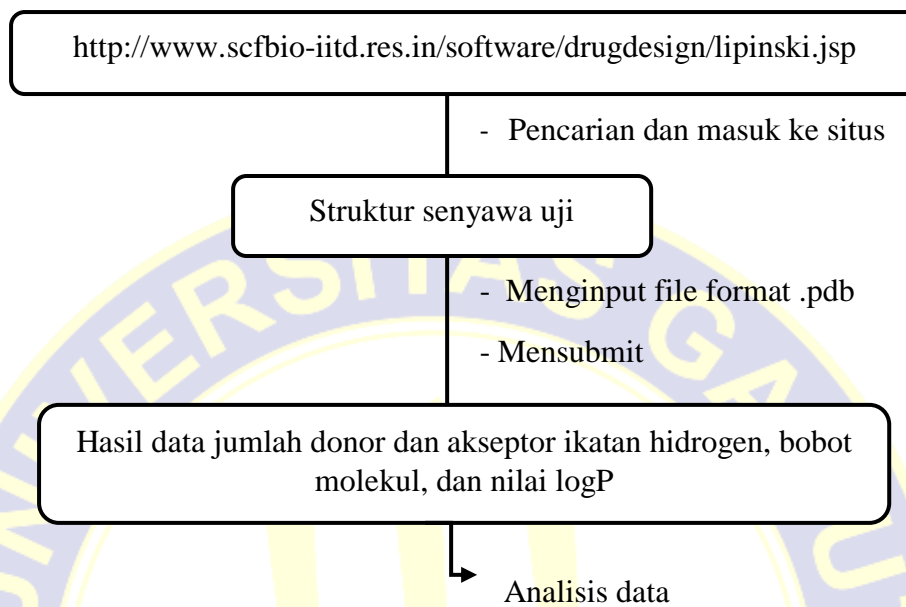 http://www.scfbio-iitd.res.in/software/drugdesign/lipinski.jsp
- Pencarian dan masuk ke situs
Struktur senyawa uji
- Menginput file format .pdb
- Mensubmit
Hasil data jumlah donor dan akseptor ikatan hidrogen, bobot
molekul, dan nilai logP
Analisis data
UNIVERSITAS GA